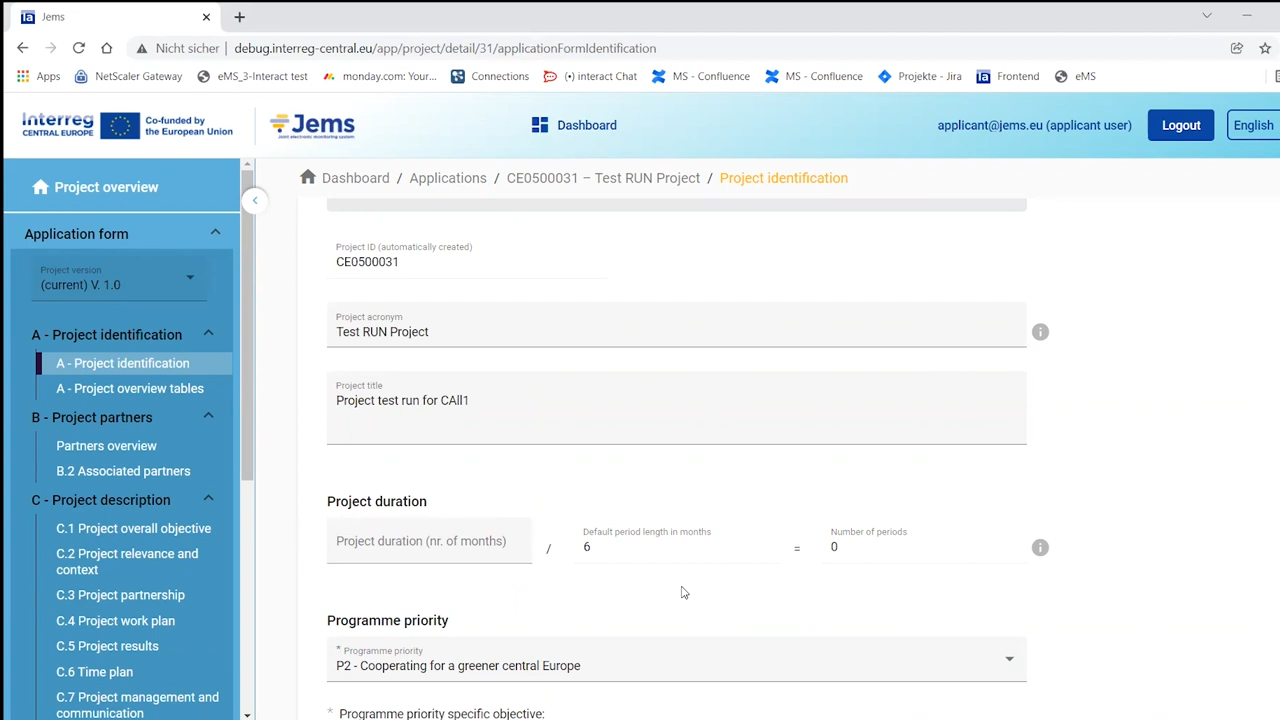 Jems
Nicht sicher
debug.interreg-central.eu/app/project/detail/31/applicationFormIdentification
Apps
NetScaler Gateway
eMS_3-Interact test
monday.com: Your...
Connections
(•) interact Chat
MS - Confluence
MS - Confluence
Projekte - Jira
Frontend
eMS
Interreg
CENTRAL EUROPE
Co-funded by
the European Union
Jems
Joint electronic monitoring system
Dashboard
applicant@jems.eu (applicant user)
Logout
English
Dashboard / Applications / CE0500031 – Test RUN Project / Project identification
Project overview
Application form
Project version
(current) V. 1.0
A - Project identification
A - Project identification
A - Project overview tables
B - Project partners
Partners overview
B.2 Associated partners
C - Project description
C.1 Project overall objective
C.2 Project relevance and
context
C.3 Project partnership
C.4 Project work plan
C.5 Project results
C.6 Time plan
C.7 Project management and
communication
Project ID (automatically created)
CE0500031
Project acronym
Test RUN Project
Project title
Project test run for CAll1
Project duration
Project duration (nr. of months)
/
Default period length in months
6
=
Number of periods
0
Programme priority
* Programme priority
P2 - Cooperating for a greener central Europe
* Programme priority specific objective: